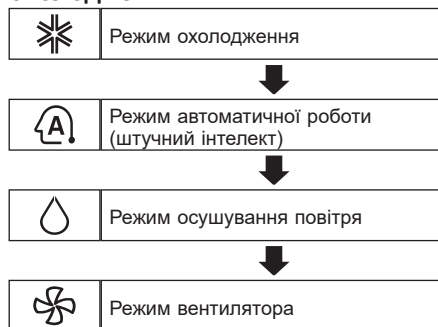 Режим охолодження
A
Режим автоматичної роботи
(штучний інтелект)
Режим осушування повітря
Режим вентилятора